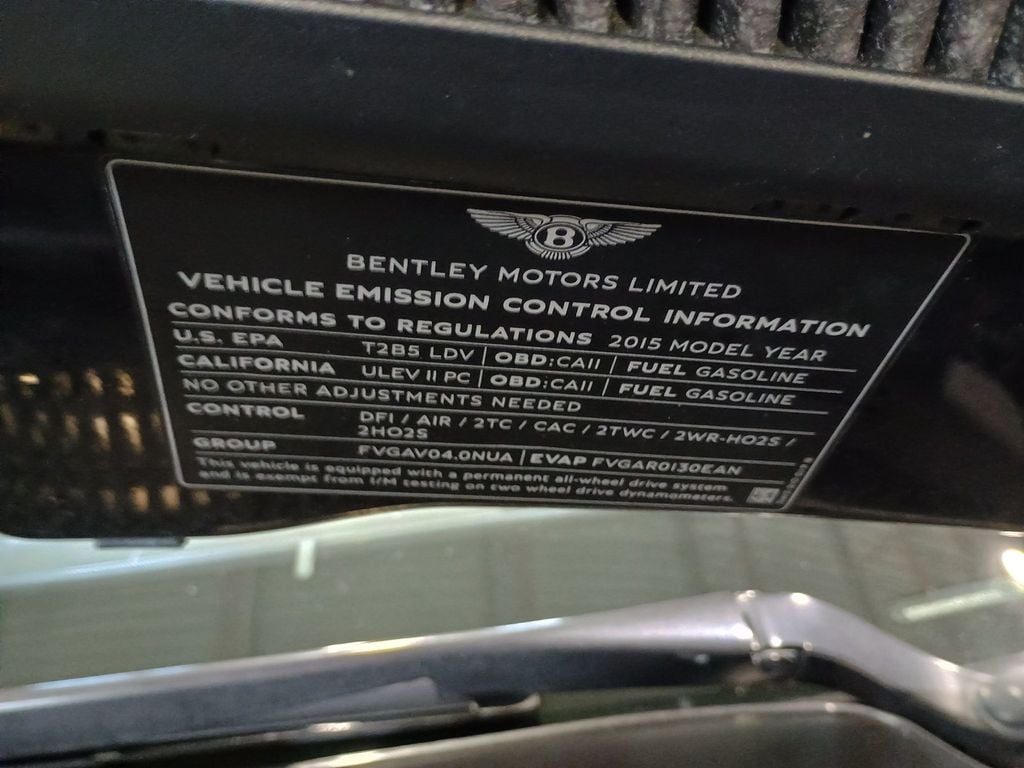 B
BENTLEY MOTORS LIMITED
VEHICLE EMISSION CONTROL INFORMATION
CONFORMS TO REGULATIONS 2015 MODEL YEAR
U.S. EPA T2B5 LDV | OBD:CAII | FUEL GASOLINE
CALIFORNIA ULEV II PC | OBD:CAII | FUEL GASOLINE
NO OTHER ADJUSTMENTS NEEDED
CONTROL DFI / AIR / 2TC / CAC / 2TWC / 2WR-HO2S /
2HO2S
GROUP FVGAV04.0NUA | EVAP FVGAR0130EAN
This vehicle is equipped with a permanent all-wheel drive system
and is exempt from I/M testing on two wheel drive dynamometers.